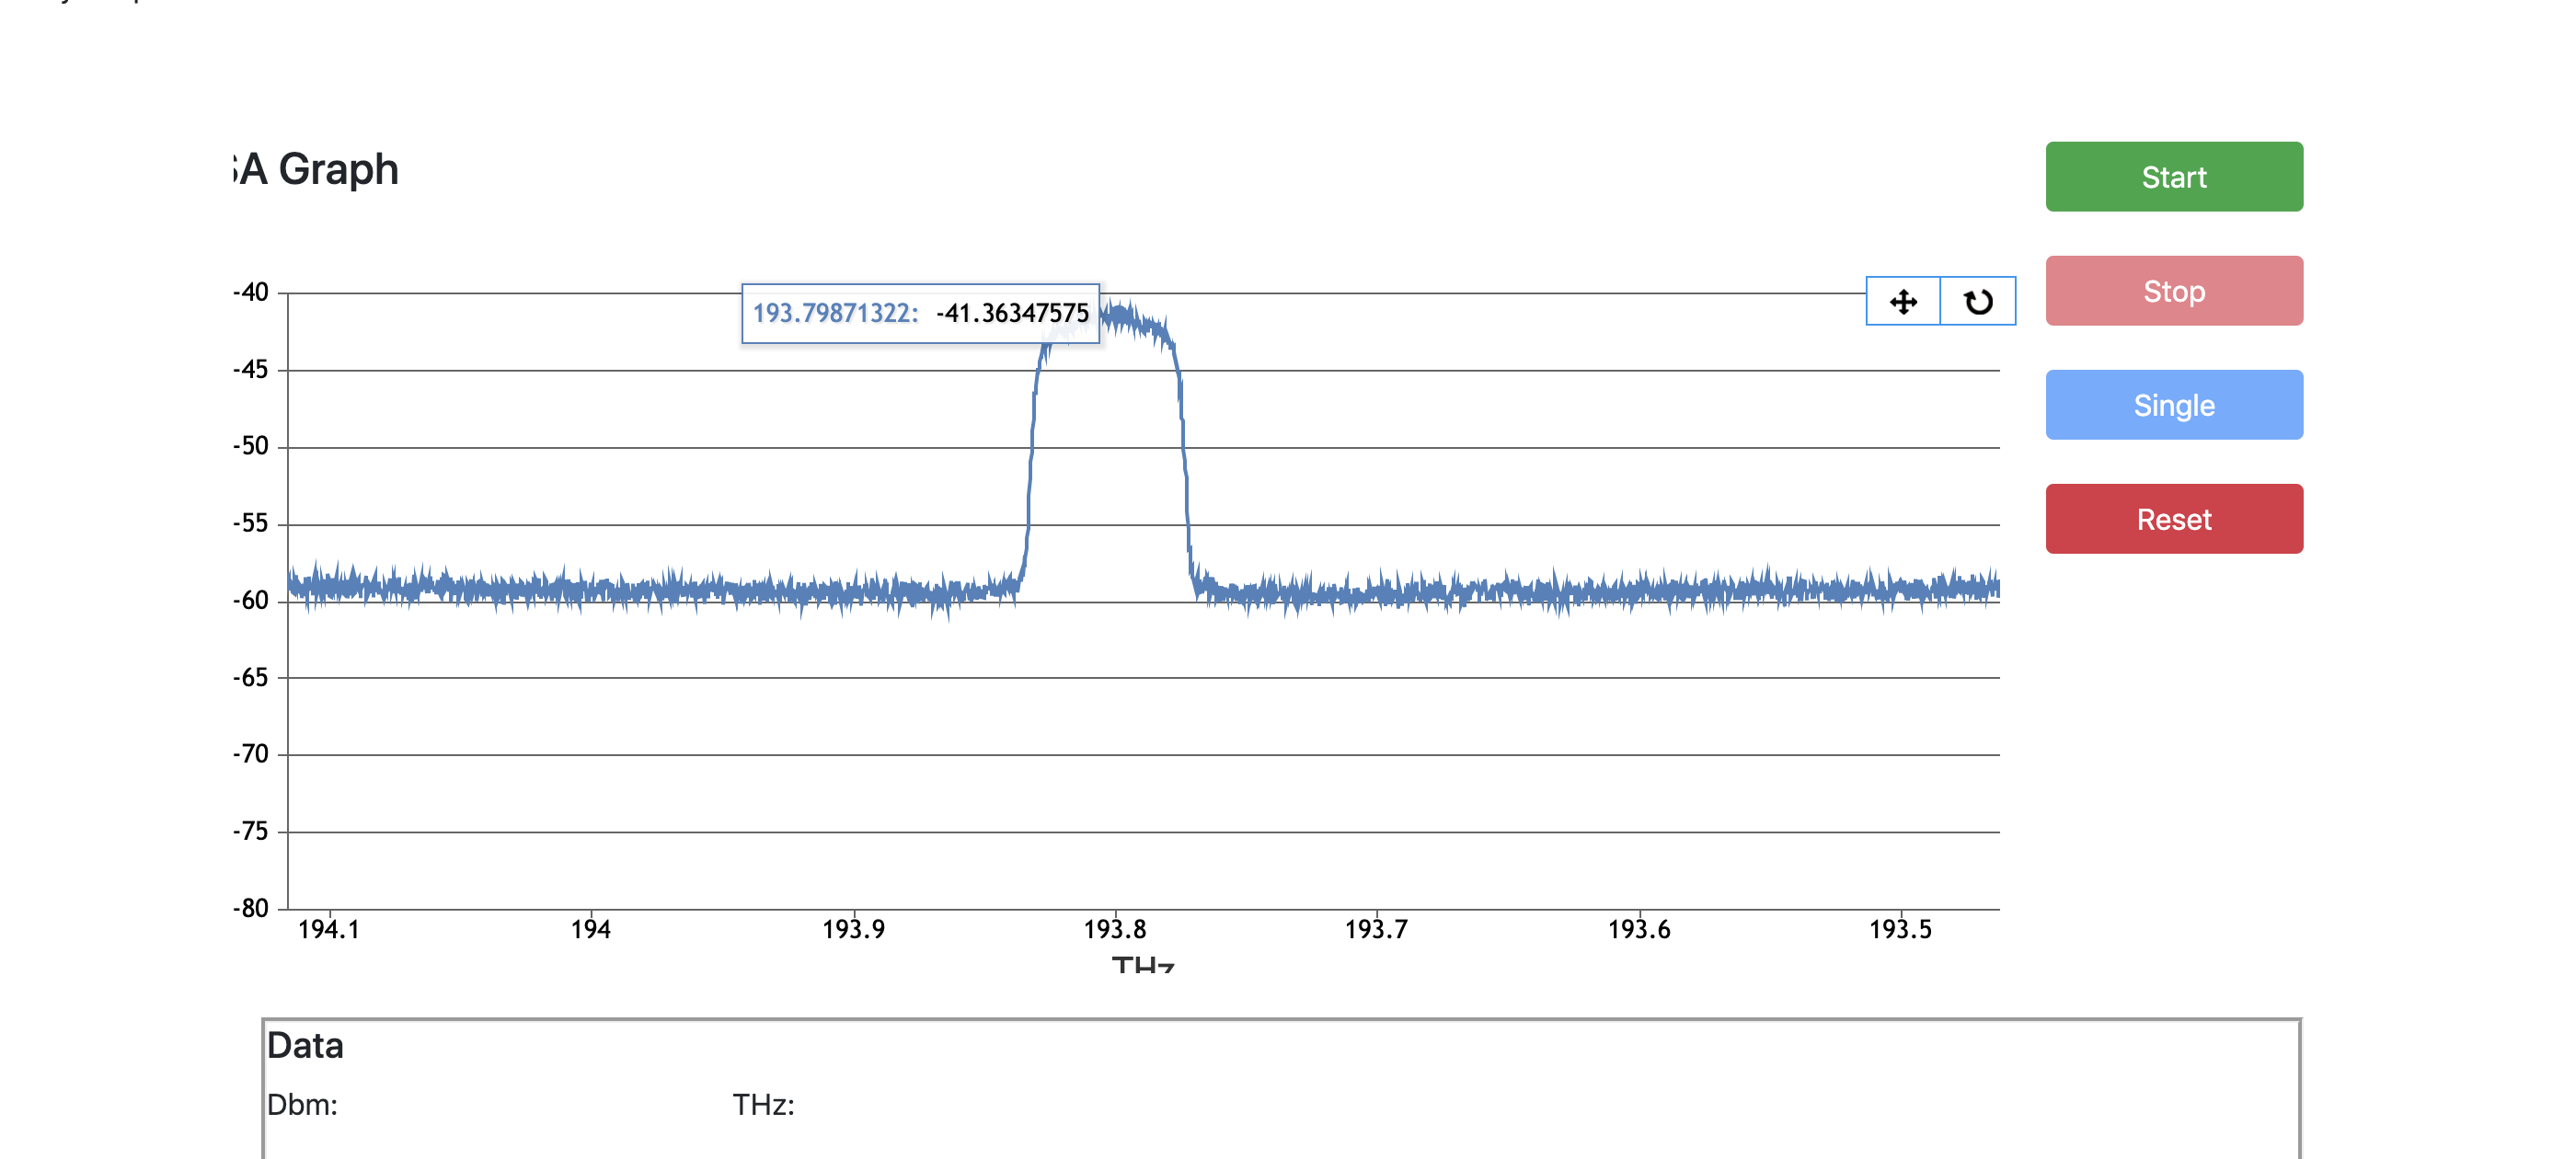 A Graph
Start
Stop
Single
Reset
193.79871322: -41.36347575
-40
-45
-50
-55
-60
-65
-70
-75
-80
194.1 194 193.9 193.8 193.7 193.6 193.5
THz
Data
Dbm: THz: